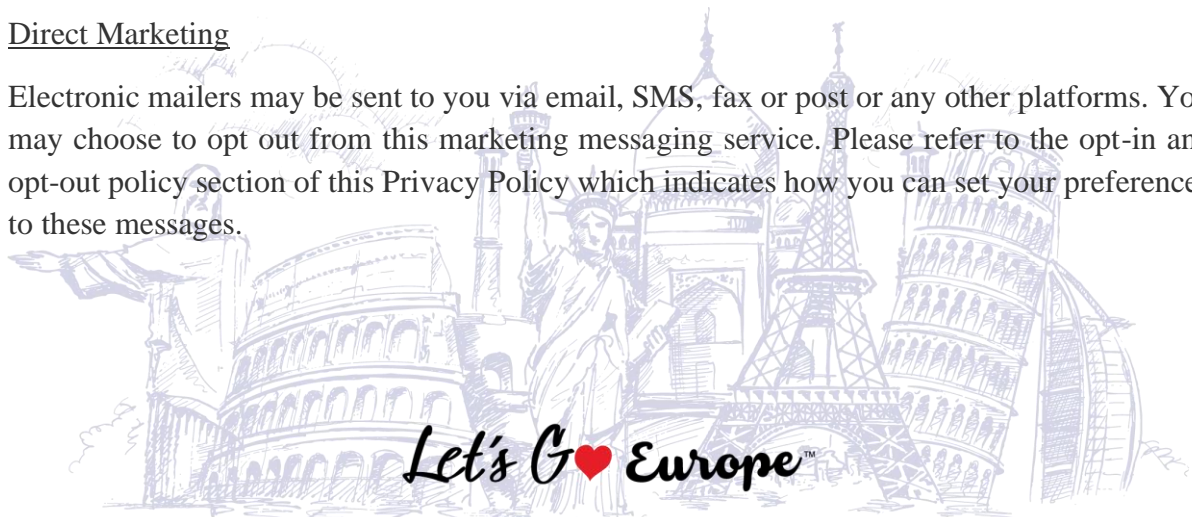 Direct Marketing
Electronic mailers may be sent to you via email, SMS, fax or post or any other platforms. Yo
may choose to opt out from this marketing messaging service. Please refer to the opt-in an
opt-out policy section of this Privacy Policy which indicates how you can set your preference
to these messages.
Let's G♥ Europe™